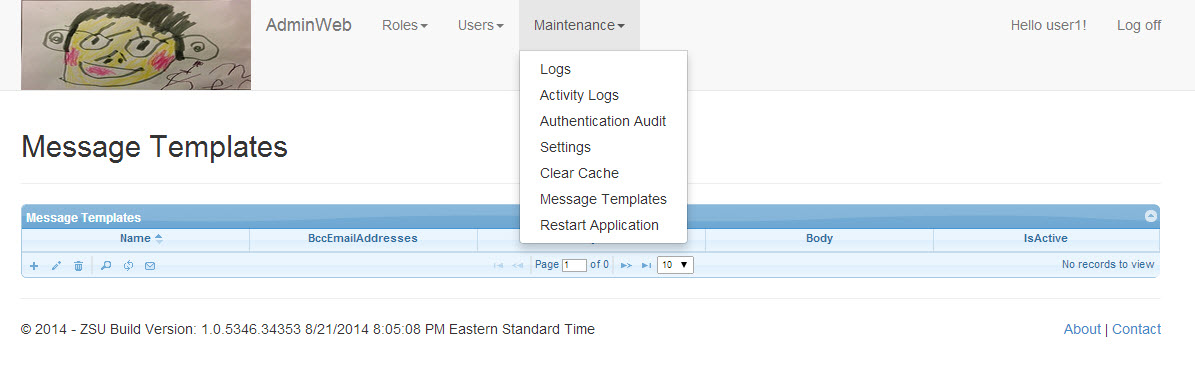 AdminWeb Roles Users Maintenance Hello user1! Log off
Logs
Activity Logs
Authentication Audit
Settings
Clear Cache
Message Templates
Restart Application
Message Templates
Message Templates
Name BccEmailAddresses Body IsActive
Page 1 of 0 10 No records to view
© 2014 - ZSU Build Version: 1.0.5346.34353 8/21/2014 8:05:08 PM Eastern Standard Time About | Contact